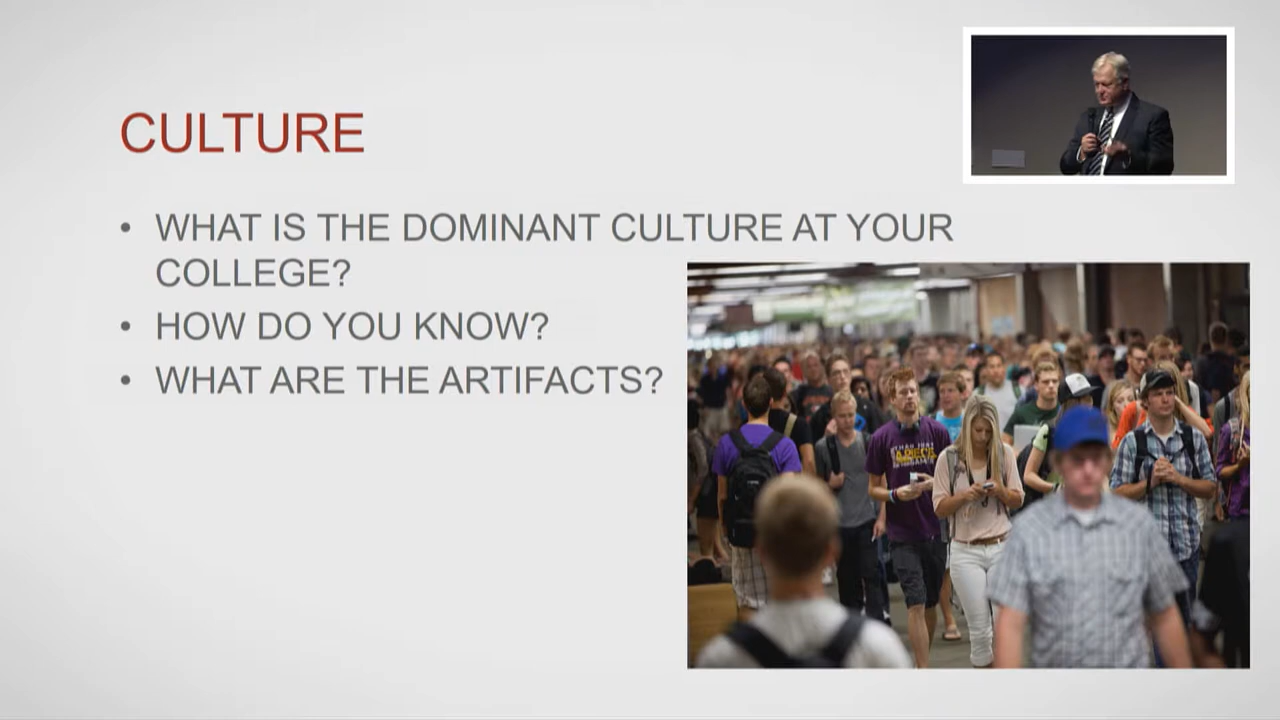 CULTURE
• WHAT IS THE DOMINANT CULTURE AT YOUR
COLLEGE?
• HOW DO YOU KNOW?
• WHAT ARE THE ARTIFACTS?